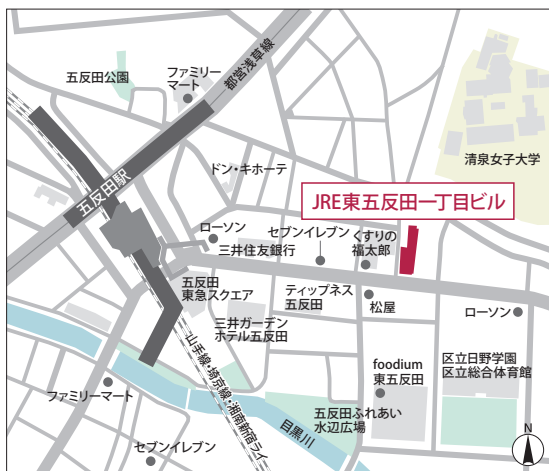 五反田公園
ファミリー
マート
都営浅草線
清泉女子大学
ドン・キホーテ
五反田駅
JRE東五反田一丁目ビル
ローソン
セブンイレブン
くすりの
福太郎
三井住友銀行
五反田
東急スクエア
ティップネス
五反田
松屋
ローソン
三井ガーデン
ホテル五反田
山手線・埼京線・湘南新宿ライン
foodium
東五反田
区立日野学園
区立総合体育館
ファミリーマート
五反田ふれあい
水辺広場
目黒川
セブンイレブン
N